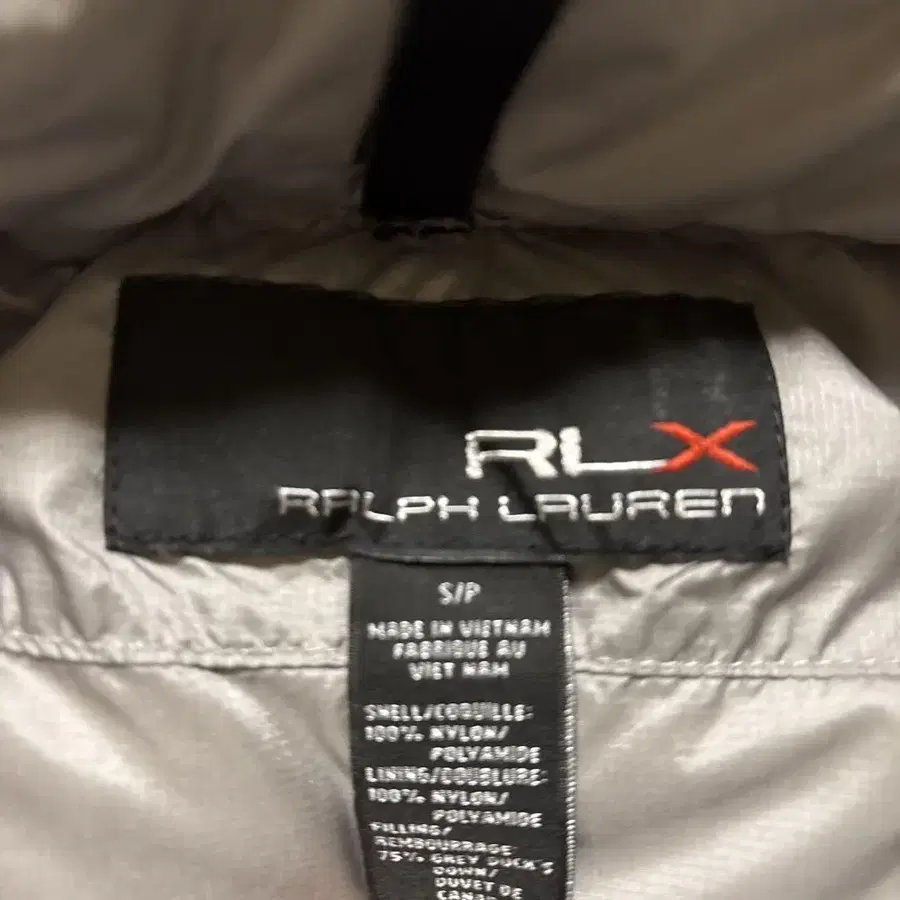 RLX
RALPH LAUREN
S/P
MADE IN VIETNAM
FABRIQUE AU
VIET NAM
SHELL/COQUILLE:
100% NYLON/
POLYAMIDE
LINING/DOUBLURE:
100% NYLON/
POLYAMIDE
FILLING/
REMBOURRAGE:
75% GREY DUCK'S
DOWN/
DUVET DE